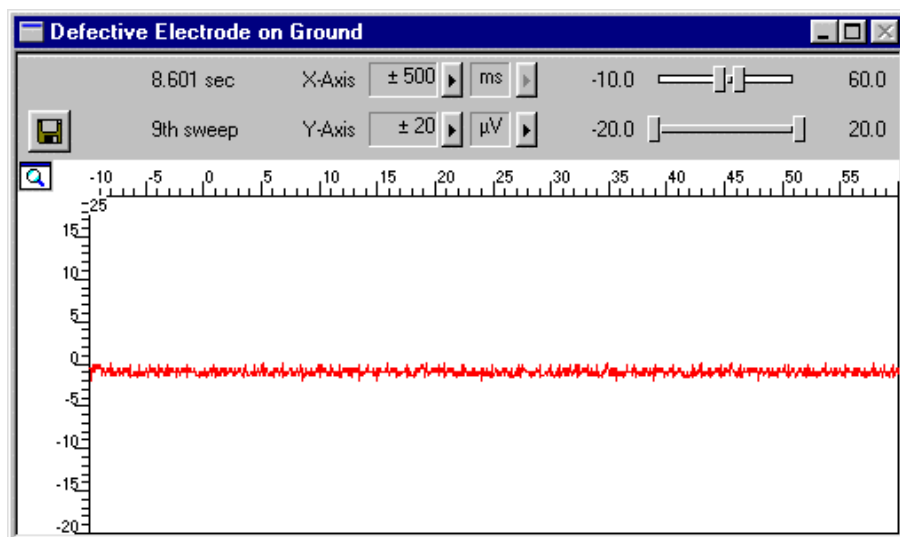 Defective Electrode on Ground
8.601 sec X-Axis ± 500 ms -10.0 60.0
9th sweep Y-Axis ± 20 µV -20.0 20.0
-10 -5 0 5 10 15 20 25 30 35 40 45 50 55
25
15
10
5
0
-5
-10
-15
-20